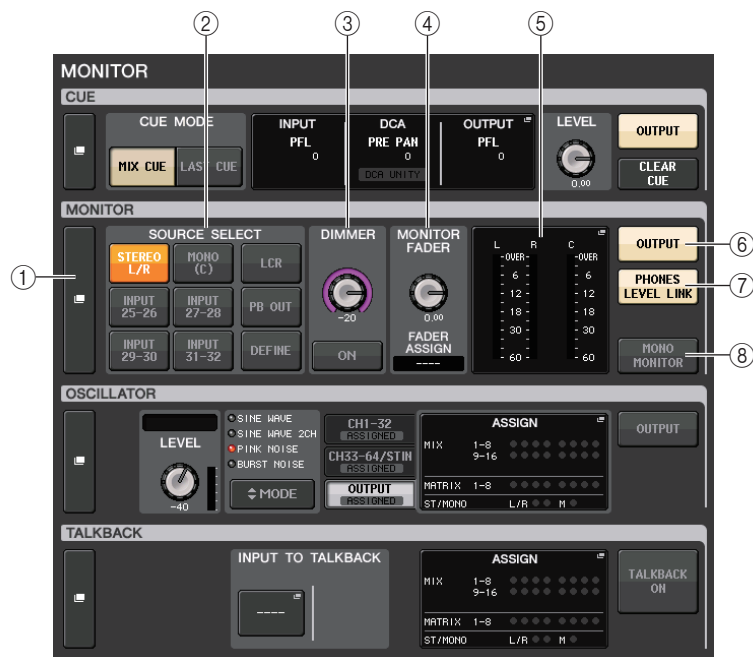 ② ③ ④ ⑤
MONITOR
CUE
CUE MODE
MIX CUE
LAST CUE
INPUT
PFL
0
DCA
PRE PAN
0
DCA UNITY
OUTPUT
PFL
0
LEVEL
0.00
OUTPUT
CLEAR
CUE
MONITOR
①
SOURCE SELECT
STEREO
L/R
MONO
(C)
LCR
INPUT
25-26
INPUT
27-28
PB OUT
INPUT
29-30
INPUT
31-32
DEFINE
DIMMER
-20
ON
MONITOR
FADER
0.00
FADER
ASSIGN
----
L R C
-OVER- -OVER-
6 6
12 12
18 18
30 30
60 60
OUTPUT
⑥
PHONES
LEVEL LINK
⑦
MONO
MONITOR
⑧
OSCILLATOR
LEVEL
-40
SINE WAVE
SINE WAVE 2CH
PINK NOISE
BURST NOISE
MODE
CH1-32
ASSIGNED
CH33-64/STIN
ASSIGNED
OUTPUT
ASSIGNED
ASSIGN
MIX 1-8
9-16
MATRIX 1-8
ST/MONO L/R M
OUTPUT
TALKBACK
INPUT TO TALKBACK
----
ASSIGN
MIX 1-8
9-16
MATRIX 1-8
ST/MONO L/R M
TALKBACK
ON